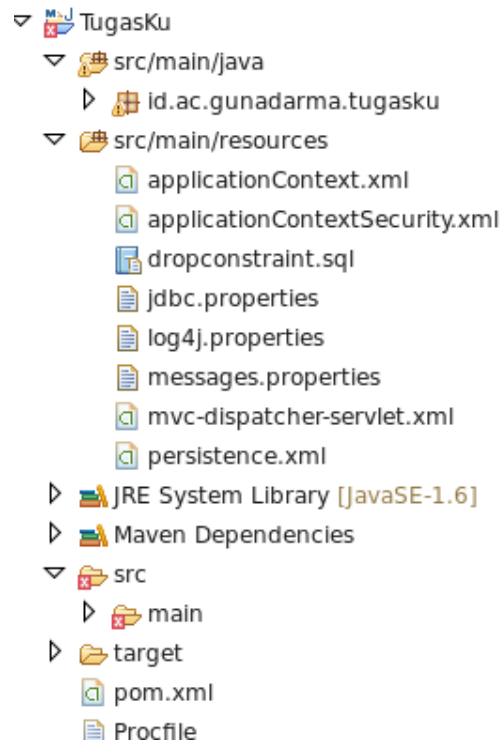 TugasKu
src/main/java
id.ac.gunadarma.tugasku
src/main/resources
applicationContext.xml
applicationContextSecurity.xml
dropconstraint.sql
jdbc.properties
log4j.properties
messages.properties
mvc-dispatcher-servlet.xml
persistence.xml
JRE System Library [JavaSE-1.6]
Maven Dependencies
src
main
target
pom.xml
Procfile